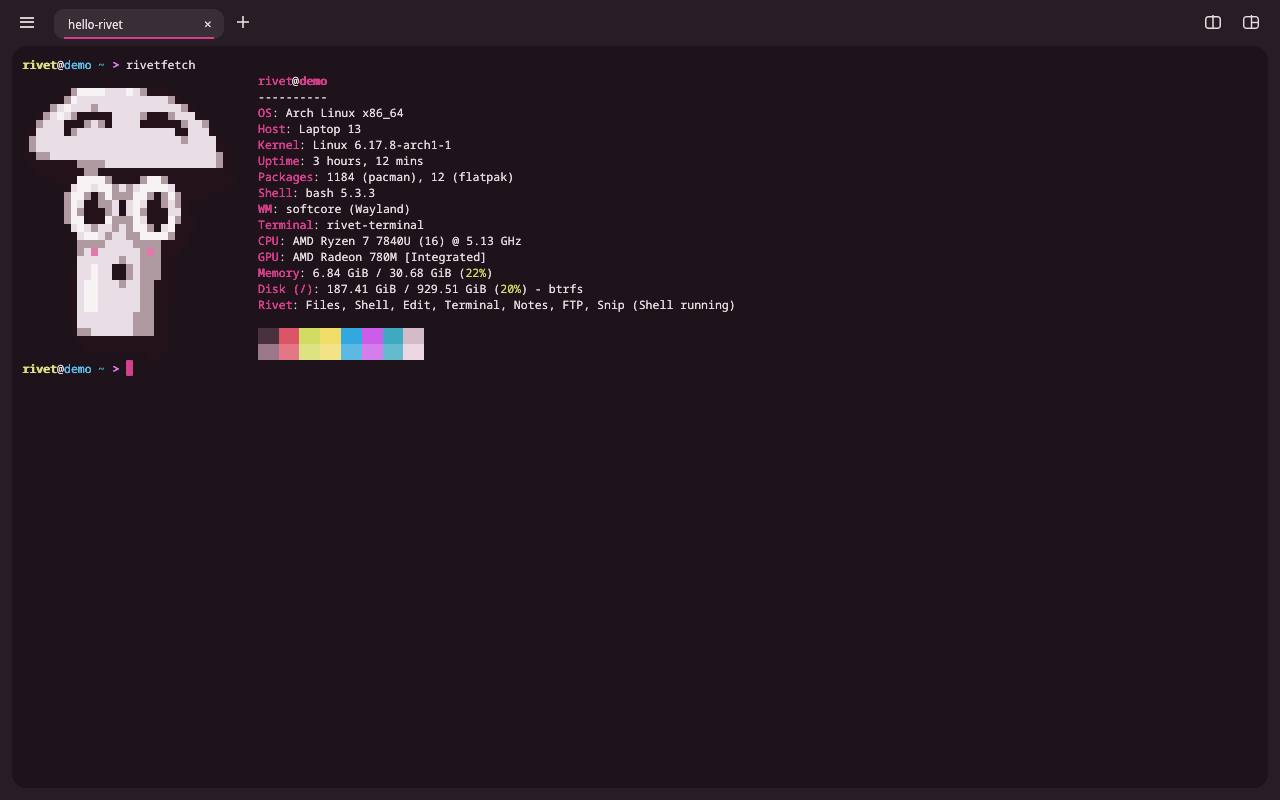 hello-rivet
rivet@demo ~ > rivetfetch
rivet@demo
----------
OS: Arch Linux x86_64
Host: Laptop 13
Kernel: Linux 6.17.8-arch1-1
Uptime: 3 hours, 12 mins
Packages: 1184 (pacman), 12 (flatpak)
Shell: bash 5.3.3
WM: softcore (Wayland)
Terminal: rivet-terminal
CPU: AMD Ryzen 7 7840U (16) @ 5.13 GHz
GPU: AMD Radeon 780M [Integrated]
Memory: 6.84 GiB / 30.68 GiB (22%)
Disk (/): 187.41 GiB / 929.51 GiB (20%) - btrfs
Rivet: Files, Shell, Edit, Terminal, Notes, FTP, Snip (Shell running)
rivet@demo ~ >